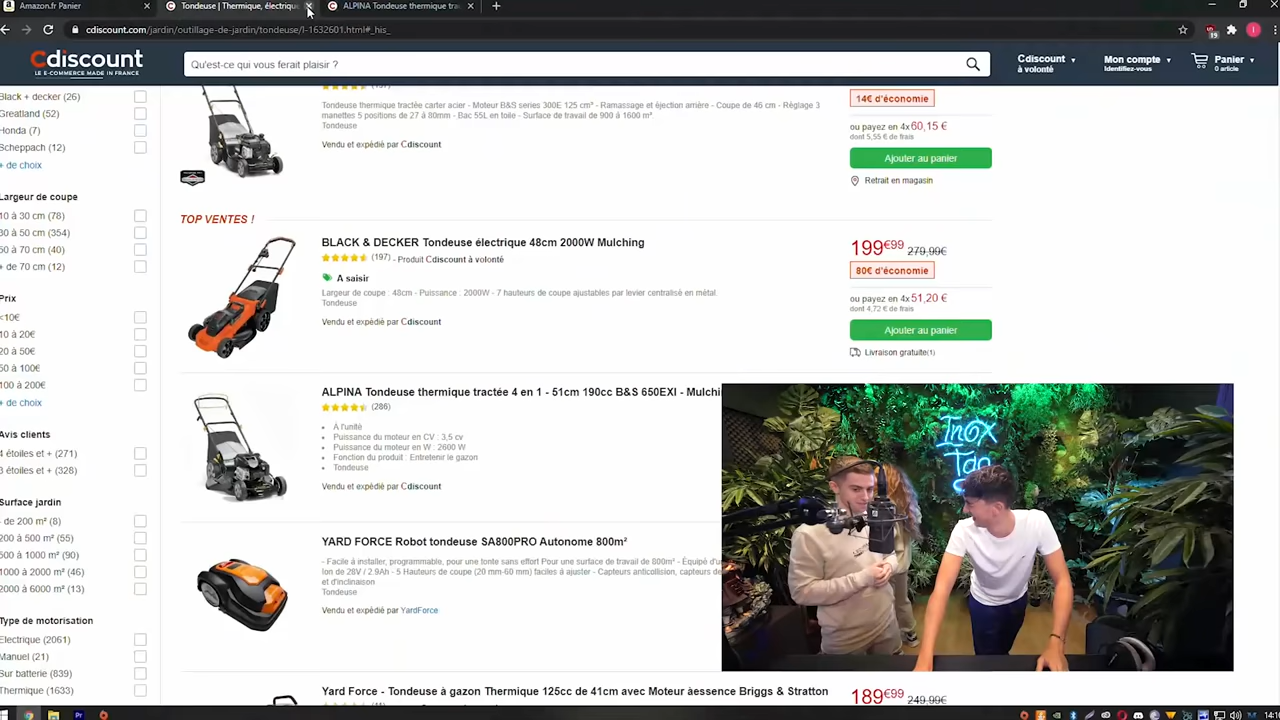 Amazon.fr Panier
Tondeuse | Thermique, électrique
ALPINA Tondeuse thermique tra
cdiscount.com/jardin/outillage-de-jardin/tondeuse/l-1632601.html#_his_
Cdiscount
LE E-COMMERCE MADE IN FRANCE
Qu'est-ce qui vous ferait plaisir ?
Cdiscount
à volonté
Mon compte
Identifiez-vous
Panier
0 article
Black + decker (26)
Greatland (52)
Honda (7)
Scheppach (12)
+ de choix
Largeur de coupe
10 à 30 cm (78)
30 à 50 cm (354)
50 à 70 cm (40)
+ de 70 cm (12)
Prix
<10€
10 à 20€
20 à 50€
50 à 100€
100 à 200€
+ de choix
Avis clients
4 étoiles et + (271)
3 étoiles et + (328)
Surface jardin
- de 200 m² (8)
200 à 500 m² (55)
500 à 1000 m² (90)
1000 à 2000 m² (46)
2000 à 6000 m² (13)
Type de motorisation
Electrique (2061)
Manuel (21)
Sur batterie (839)
Thermique (1633)
Tondeuse thermique tractée carter acier - Moteur B&S series 300E 125 cm³ - Ramassage et éjection arrière - Coupe de 46 cm - Réglage 3
manettes 5 positions de 27 à 80mm - Bac 55L en toile - Surface de travail de 900 à 1600 m².
Tondeuse
Vendu et expédié par Cdiscount
14€ d'économie
ou payez en 4x 60,15 €
dont 5,55 € de frais
Ajouter au panier
Retrait en magasin
TOP VENTES !
BLACK & DECKER Tondeuse électrique 48cm 2000W Mulching
(197) - Produit Cdiscount à volonté
A saisir
Largeur de coupe : 48cm - Puissance : 2000W - 7 hauteurs de coupe ajustables par levier centralisé en métal.
Tondeuse
Vendu et expédié par Cdiscount
199€99 279,99€
80€ d'économie
ou payez en 4x 51,20 €
dont 4,72 € de frais
Ajouter au panier
Livraison gratuite(1)
ALPINA Tondeuse thermique tractée 4 en 1 - 51cm 190cc B&S 650EXI - Mulchi
(286)
À l'unité
Puissance du moteur en CV : 3,5 cv
Puissance du moteur en W : 2600 W
Fonction du produit : Entretenir le gazon
Tondeuse
Vendu et expédié par Cdiscount
YARD FORCE Robot tondeuse SA800PRO Autonome 800m²
- Facile à installer, programmable, pour une tonte sans effort Pour une surface de travail de 800m² - Équipé d'u
Ion de 28V / 2.9Ah - 5 Hauteurs de coupe (20 mm-60 mm) faciles à ajuster - Capteurs anticollision, capteurs de
et d'inclinaison
Tondeuse
Vendu et expédié par YardForce
Inox
Tag
Yard Force - Tondeuse à gazon Thermique 125cc de 41cm avec Moteur àessence Briggs & Stratton
189€99 249,99€